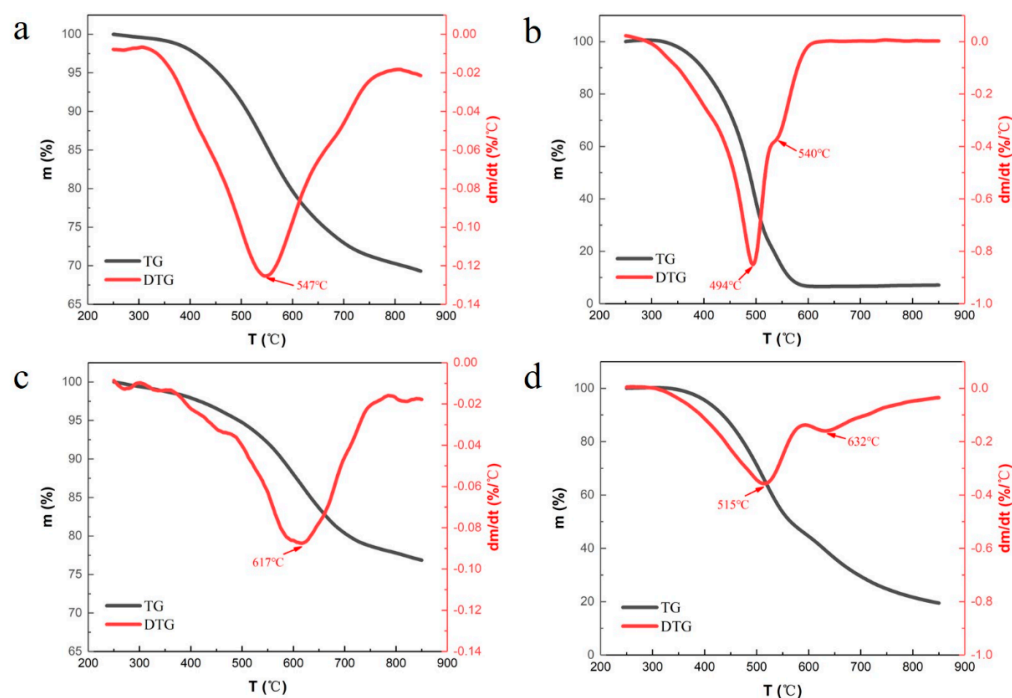 a
100
95
90
85
80
75
70
65
m (%)
0.00
-0.02
-0.04
-0.06
-0.08
-0.10
-0.12
-0.14
dm/dt (%/℃)
547℃
TG
DTG
200 300 400 500 600 700 800 900
T (℃)
b
100
80
60
40
20
0
m (%)
0.0
-0.2
-0.4
-0.6
-0.8
-1.0
dm/dt (%/℃)
540℃
494℃
TG
DTG
200 300 400 500 600 700 800 900
T (℃)
c
100
95
90
85
80
75
70
65
m (%)
0.00
-0.02
-0.04
-0.06
-0.08
-0.10
-0.12
-0.14
dm/dt (%/℃)
617℃
TG
DTG
200 300 400 500 600 700 800 900
T (℃)
d
100
80
60
40
20
0
m (%)
0.0
-0.2
-0.4
-0.6
-0.8
-1.0
dm/dt (%/℃)
632℃
515℃
TG
DTG
200 300 400 500 600 700 800 900
T (℃)